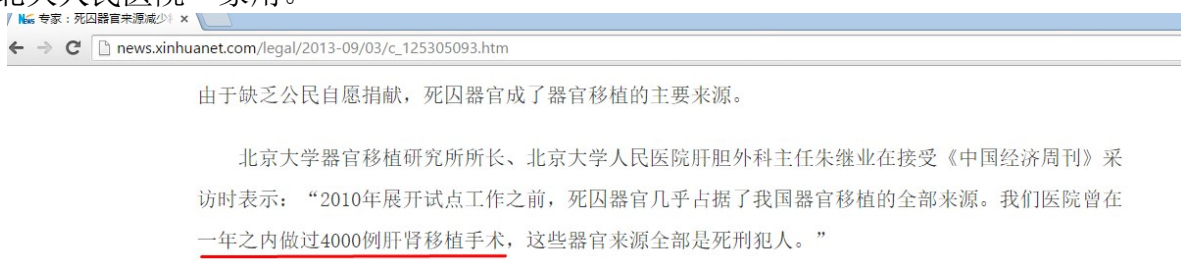 专家：死囚器官来源减少
news.xinhuanet.com/legal/2013-09/03/c_125305093.htm
由于缺乏公民自愿捐献，死囚器官成了器官移植的主要来源。
北京大学器官移植研究所所长、北京大学人民医院肝胆外科主任朱继业在接受《中国经济周刊》采
访时表示：“2010年展开试点工作之前，死囚器官几乎占据了我国器官移植的全部来源。我们医院曾在
一年之内做过4000例肝肾移植手术，这些器官来源全部是死刑犯人。”